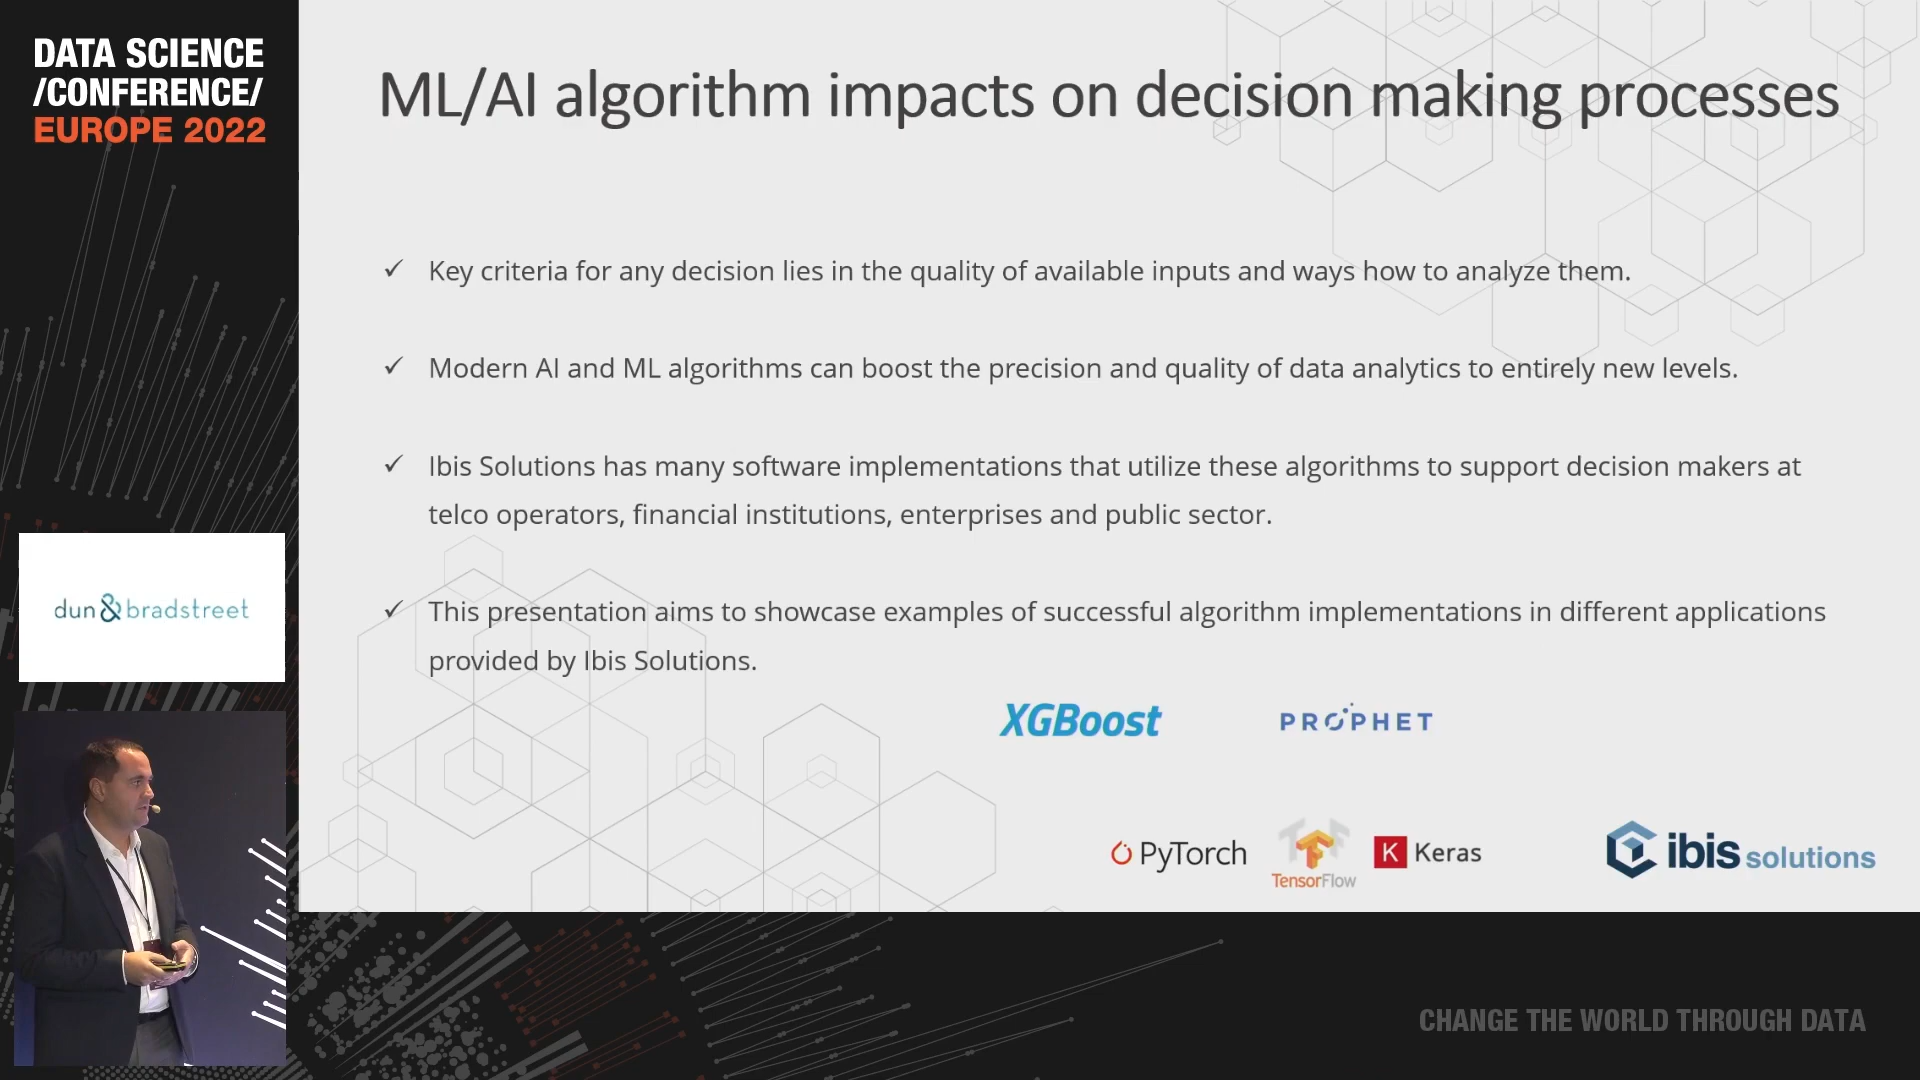 DATA SCIENCE
/CONFERENCE/
EUROPE 2022
ML/AI algorithm impacts on decision making processes
Key criteria for any decision lies in the quality of available inputs and ways how to analyze them.
Modern AI and ML algorithms can boost the precision and quality of data analytics to entirely new levels.
Ibis Solutions has many software implementations that utilize these algorithms to support decision makers at
telco operators, financial institutions, enterprises and public sector.
This presentation aims to showcase examples of successful algorithm implementations in different applications
provided by Ibis Solutions.
dun & bradstreet
XGBoost
PROPHET
PyTorch
TensorFlow
K Keras
ibis solutions
CHANGE THE WORLD THROUGH DATA